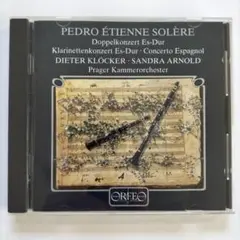 PEDRO ÉTIENNE SOLÈRE
Doppelkonzert Es-Dur
Klarinettenkonzert Es-Dur · Concerto Espagnol
DIETER KLÖCKER · SANDRA ARNOLD
Prager Kammerorchester
ORFEO